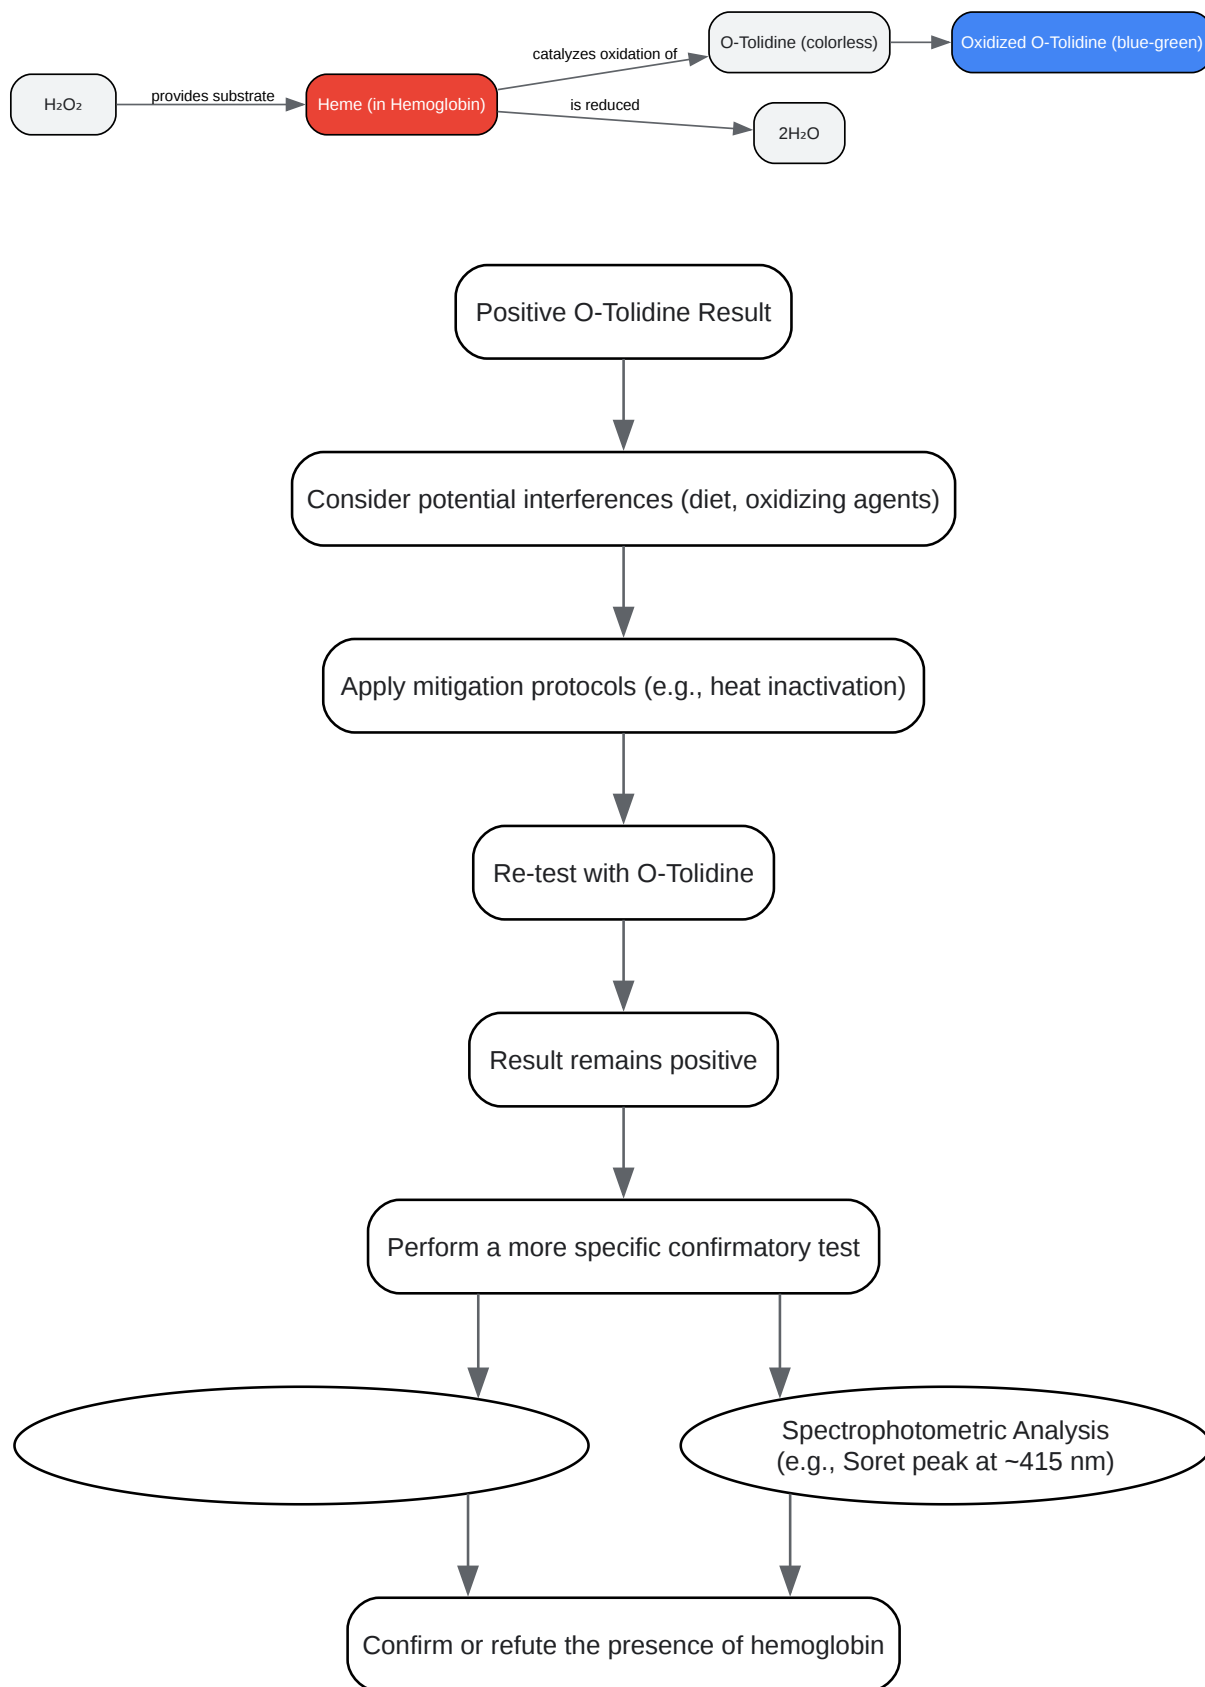 O-Tolidine (colorless)
Oxidized O-Tolidine (blue-green)
catalyzes oxidation of
H₂O₂
provides substrate
Heme (in Hemoglobin)
is reduced
2H₂O
Positive O-Tolidine Result
Consider potential interferences (diet, oxidizing agents)
Apply mitigation protocols (e.g., heat inactivation)
Re-test with O-Tolidine
Result remains positive
Perform a more specific confirmatory test
Spectrophotometric Analysis
(e.g., Soret peak at ~415 nm)
Confirm or refute the presence of hemoglobin